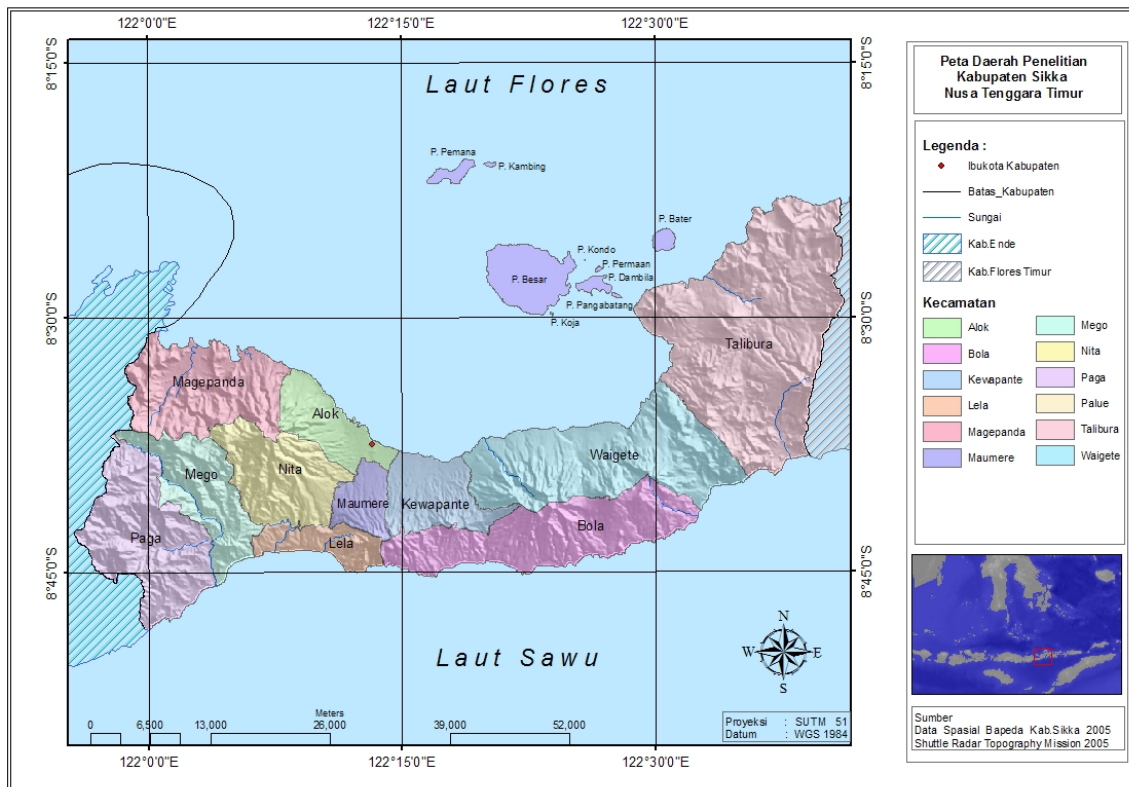 122°0'0"E 122°15'0"E 122°30'0"E
8°15'0"S 8°15'0"S
Laut Flores
P. Pemana
P. Kambing
P. Bater
P. Kondo
P. Permaan
P. Besar
P. Dambila
P. Pangabatang
P. Koja
8°30'0"S 8°30'0"S
Talibura
Magepanda
Alok
Nita
Mego
Waigete
Maumere
Kewapante
Bola
Paga
Lela
8°45'0"S 8°45'0"S
Laut Sawu
N
W E
S
Meters
0 6,500 13,000 26,000 39,000 52,000
Proyeksi : SUTM 51
Datum : WGS 1984
122°0'0"E 122°15'0"E 122°30'0"E
Peta Daerah Penelitian
Kabupaten Sikka
Nusa Tenggara Timur
Legenda :
Ibukota Kabupaten
Batas_Kabupaten
Sungai
Kab.Ende
Kab.Flores Timur
Kecamatan
Alok
Bola
Kewapante
Lela
Magepanda
Maumere
Mego
Nita
Paga
Palue
Talibura
Waigete
Sumber
Data Spasial Bapeda Kab.Sikka 2005
Shuttle Radar Topography Mission 2005